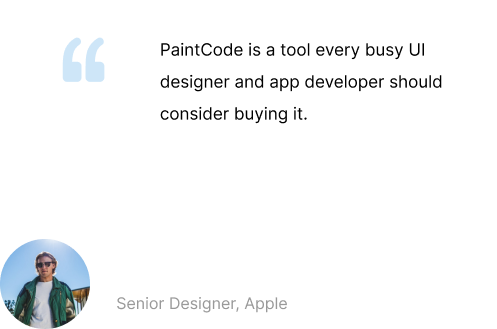 PaintCode is a tool every busy UI
designer and app developer should
consider buying it.
Senior Designer, Apple